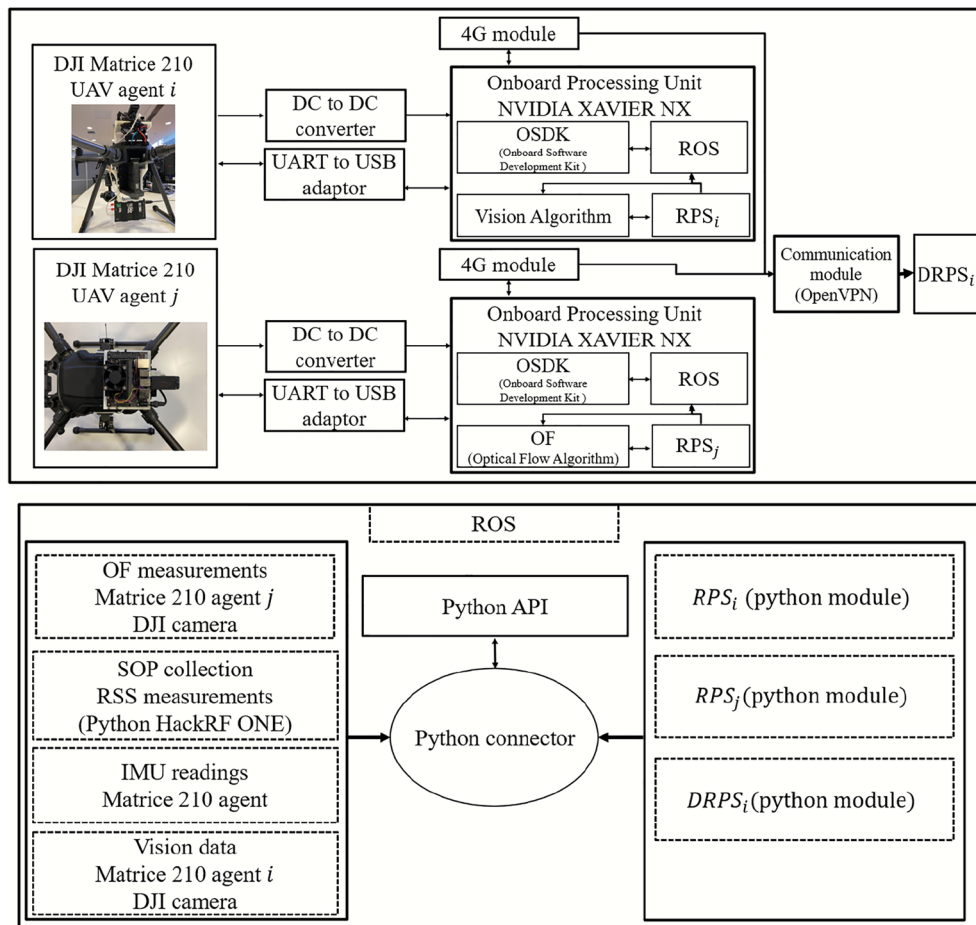 DJI Matrice 210
UAV agent i
DC to DC
converter
UART to USB
adaptor
4G module
Onboard Processing Unit
NVIDIA XAVIER NX
OSDK
(Onboard Software
Development Kit )
ROS
Vision Algorithm
RPSi
DJI Matrice 210
UAV agent j
DC to DC
converter
UART to USB
adaptor
4G module
Onboard Processing Unit
NVIDIA XAVIER NX
OSDK
(Onboard Software
Development Kit )
ROS
OF
(Optical Flow Algorithm)
RPSj
Communication
module
(OpenVPN)
DRPSi
ROS
OF measurements
Matrice 210 agent j
DJI camera
SOP collection
RSS measurements
(Python HackRF ONE)
IMU readings
Matrice 210 agent
Vision data
Matrice 210 agent i
DJI camera
Python API
Python connector
RPSi (python module)
RPSj (python module)
DRPSi (python module)